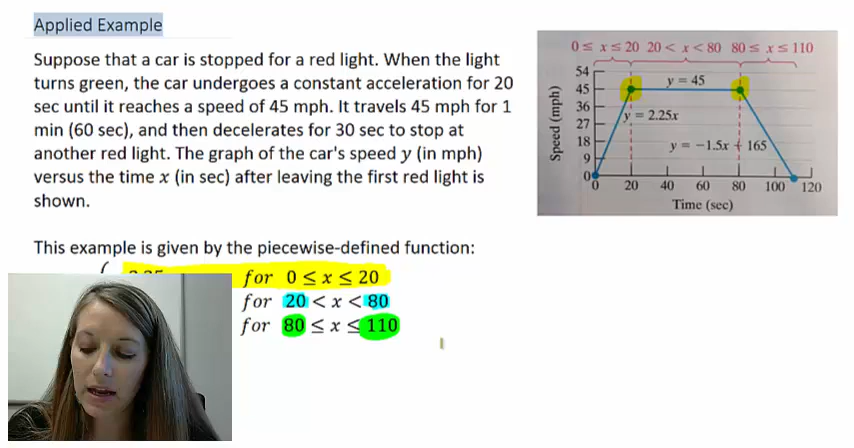 Applied Example
Suppose that a car is stopped for a red light. When the light
turns green, the car undergoes a constant acceleration for 20
sec until it reaches a speed of 45 mph. It travels 45 mph for 1
min (60 sec), and then decelerates for 30 sec to stop at
another red light. The graph of the car's speed y (in mph)
versus the time x (in sec) after leaving the first red light is
shown.
This example is given by the piecewise-defined function:
for 0 ≤ x ≤ 20
for 20 < x < 80
for 80 ≤ x ≤ 110
0 ≤ x ≤ 20 20 < x < 80 80 ≤ x ≤ 110
Speed (mph)
54
45
36
27
18
9
0
y = 45
y = 2.25x
y = −1.5x + 165
0 20 40 60 80 100 120
Time (sec)